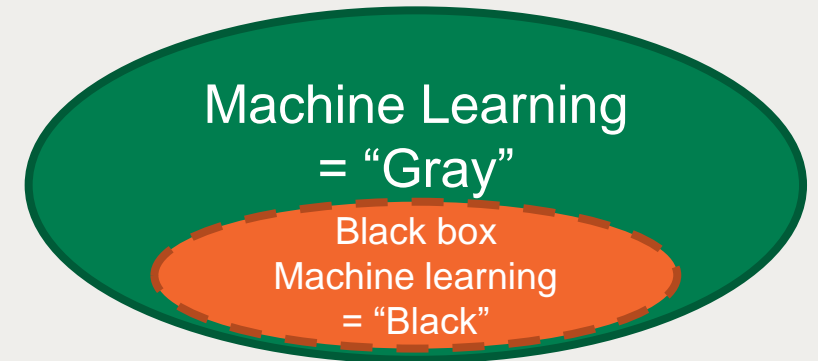 Machine Learning
= “Gray”
Black box
Machine learning
= “Black”